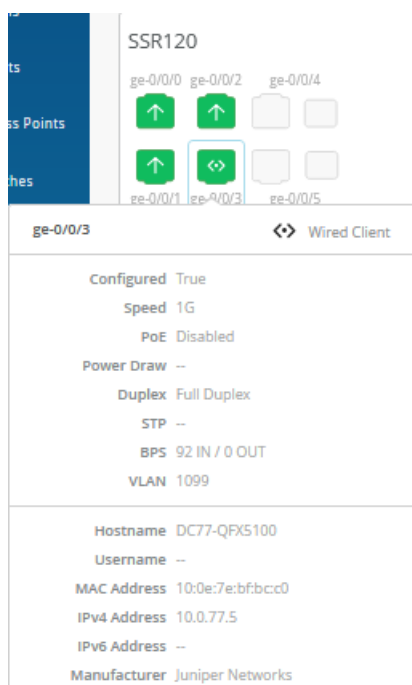 SSR120
ts
ge-0/0/0 ge-0/0/2 ge-0/0/4
ss Points
hes
ge-0/0/1 ge-0/0/3 ge-0/0/5
ge-0/0/3 Wired Client
Configured True
Speed 1G
PoE Disabled
Power Draw --
Duplex Full Duplex
STP --
BPS 92 IN / 0 OUT
VLAN 1099
Hostname DC77-QFX5100
Username --
MAC Address 10:0e:7e:bf:bc:c0
IPv4 Address 10.0.77.5
IPv6 Address --
Manufacturer Juniper Networks